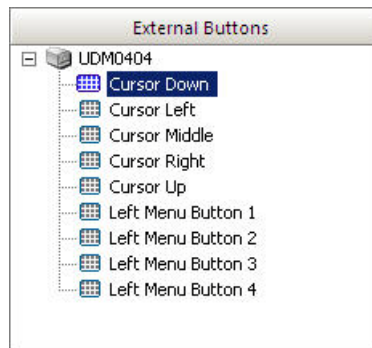 External Buttons
UDM0404
Cursor Down
Cursor Left
Cursor Middle
Cursor Right
Cursor Up
Left Menu Button 1
Left Menu Button 2
Left Menu Button 3
Left Menu Button 4